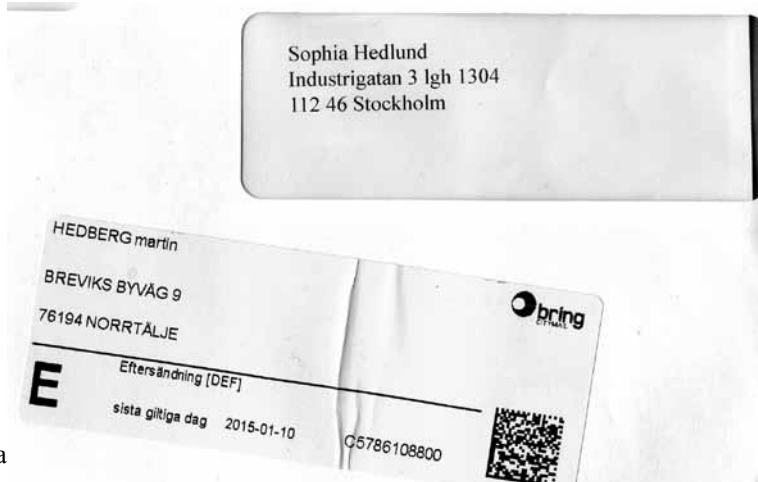 Sophia Hedlund
Industrigatan 3 lgh 1304
112 46 Stockholm
HEDBERG martin
BREVIKS BYVÄG 9
76194 NORRTÄLJE
bring
CITYMAIL
E
Eftersändning [DEF]
sista giltiga dag 2015-01-10
C5786108800
a